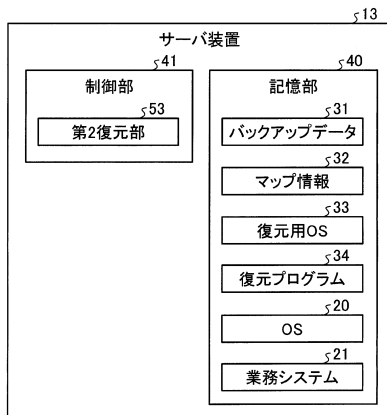 13
サーバ装置
41
制御部
53
第2復元部
40
記憶部
31
バックアップデータ
32
マップ情報
33
復元用OS
34
復元プログラム
20
OS
21
業務システム